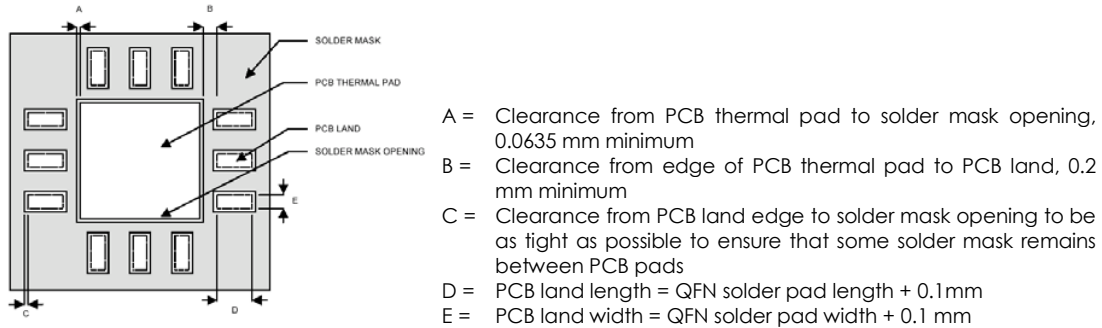 A
B
SOLDER MASK
PCB THERMAL PAD
PCB LAND
SOLDER MASK OPENING
E
C
D
A = Clearance from PCB thermal pad to solder mask opening,
0.0635 mm minimum
B = Clearance from edge of PCB thermal pad to PCB land, 0.2
mm minimum
C = Clearance from PCB land edge to solder mask opening to be
as tight as possible to ensure that some solder mask remains
between PCB pads
D = PCB land length = QFN solder pad length + 0.1mm
E = PCB land width = QFN solder pad width + 0.1 mm